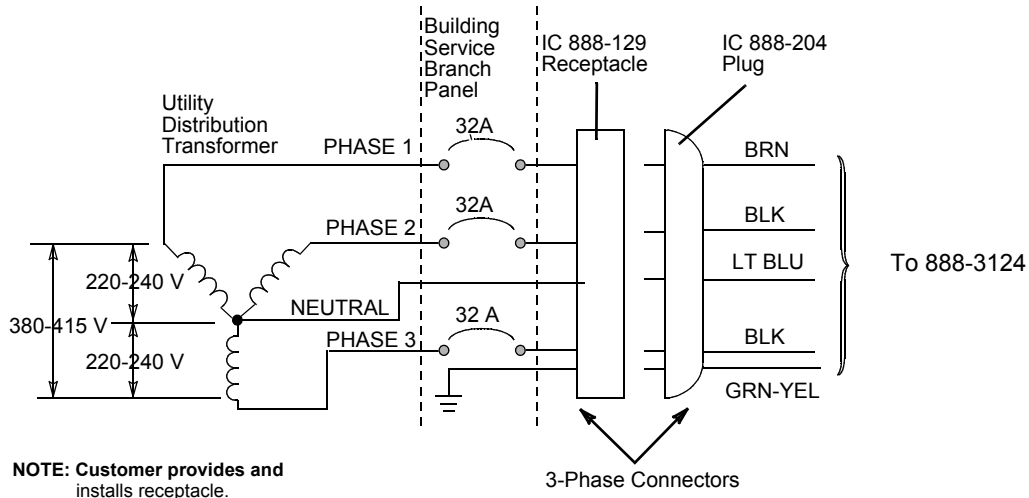 Building
Service
Branch
Panel
IC 888-129
Receptacle
IC 888-204
Plug
Utility
Distribution
Transformer
PHASE 1
32A
BRN
PHASE 2
32A
BLK
220-240 V
LT BLU
To 888-3124
NEUTRAL
380-415 V
PHASE 3
32 A
BLK
220-240 V
GRN-YEL
NOTE: Customer provides and
installs receptacle.
3-Phase Connectors